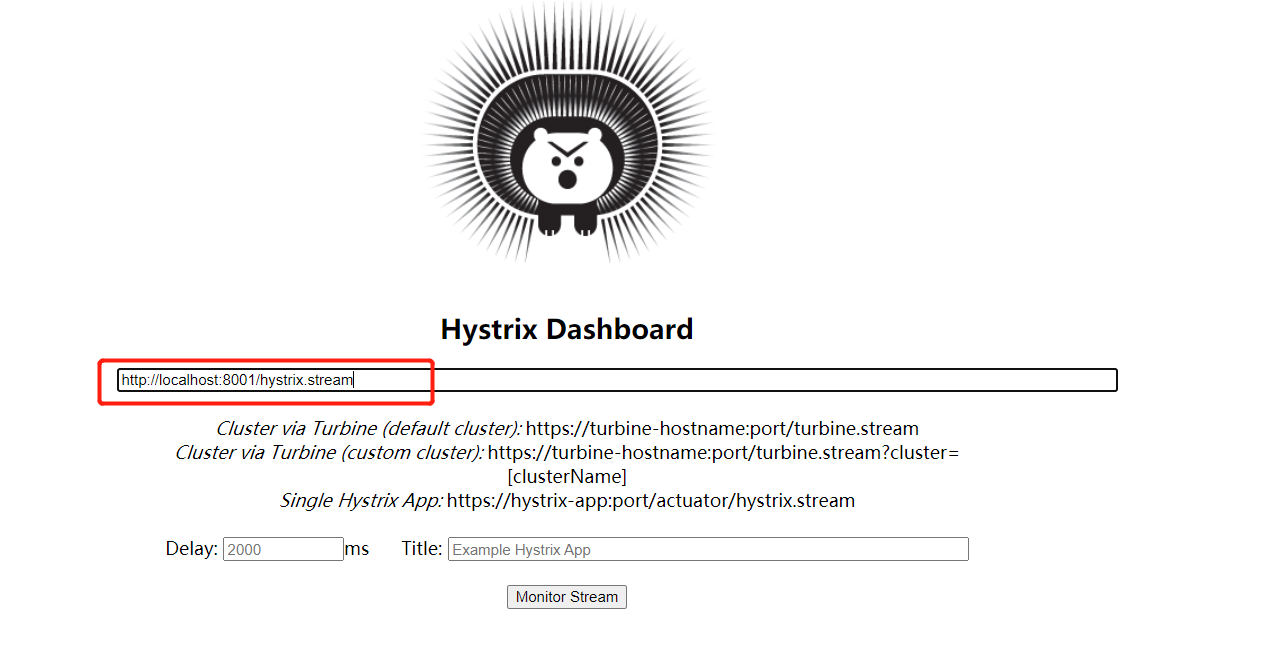 Hystrix Dashboard
http://localhost:8001/hystrix.stream
Cluster via Turbine (default cluster): https://turbine-hostname:port/turbine.stream
Cluster via Turbine (custom cluster): https://turbine-hostname:port/turbine.stream?cluster=
[clusterName]
Single Hystrix App: https://hystrix-app:port/actuator/hystrix.stream
Delay: 2000 ms Title: Example Hystrix App
Monitor Stream